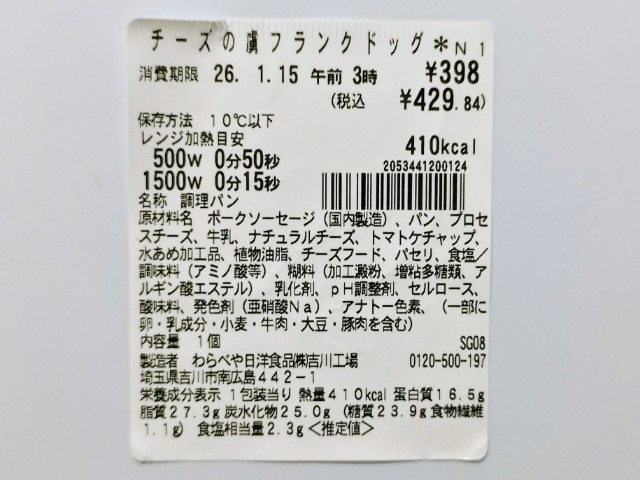 チーズの虜フランクドッグ*N1
消費期限 26. 1.15 午前 3時 ¥398
(税込 ¥429.84)
保存方法 10℃以下
レンジ加熱目安 410kcal
500W 0分50秒 2053441200124
1500W 0分15秒
名称 調理パン
原材料名 ポークソーセージ(国内製造)、パン、プロセ
スチーズ、牛乳、ナチュラルチーズ、トマトケチャップ、
水あめ加工品、植物油脂、チーズフード、パセリ、食塩/
調味料(アミノ酸等)、糊料(加工澱粉、増粘多糖類、ア
ルギン酸エステル)、乳化剤、pH調整剤、セルロース、
酸味料、発色剤(亜硝酸Na)、アナトー色素、(一部に
卵・乳成分・小麦・牛肉・大豆・豚肉を含む)
内容量 1個 SG08
製造者 わらべや日洋食品㈱吉川工場 0120-500-197
埼玉県吉川市南広島442-1
栄養成分表示 1包装当り 熱量410kcal 蛋白質16.5g
脂質27.3g 炭水化物25.0g (糖質23.9g 食物繊維
1.1g) 食塩相当量2.3g<推定値>